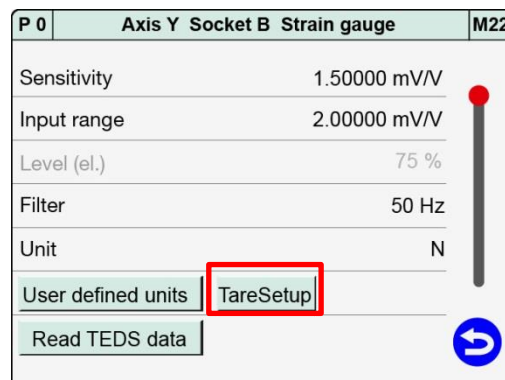 P 0 Axis Y Socket B Strain gauge M22
Sensitivity 1.50000 mV/V
Input range 2.00000 mV/V
Level (el.) 75 %
Filter 50 Hz
Unit N
User defined units TareSetup
Read TEDS data